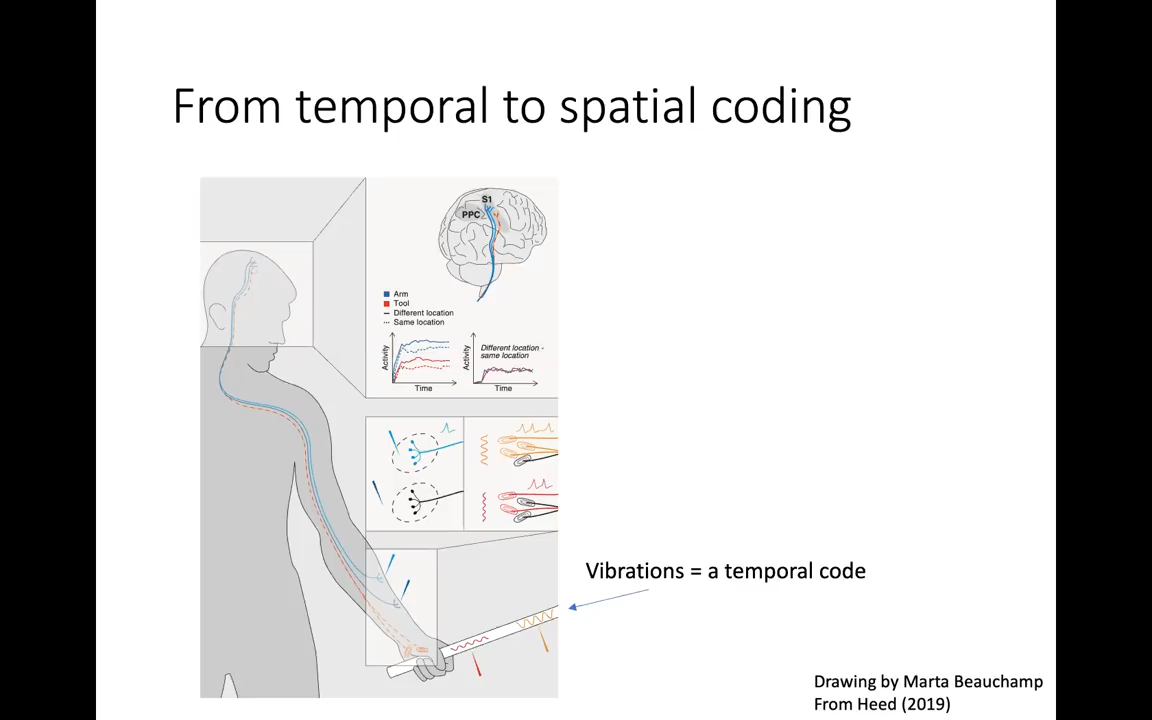 From temporal to spatial coding
S1
PPC
Arm
Tool
Different location
Same location
Activity
Time
Activity
Different location -
same location
Time
Vibrations = a temporal code
Drawing by Marta Beauchamp
From Heed (2019)